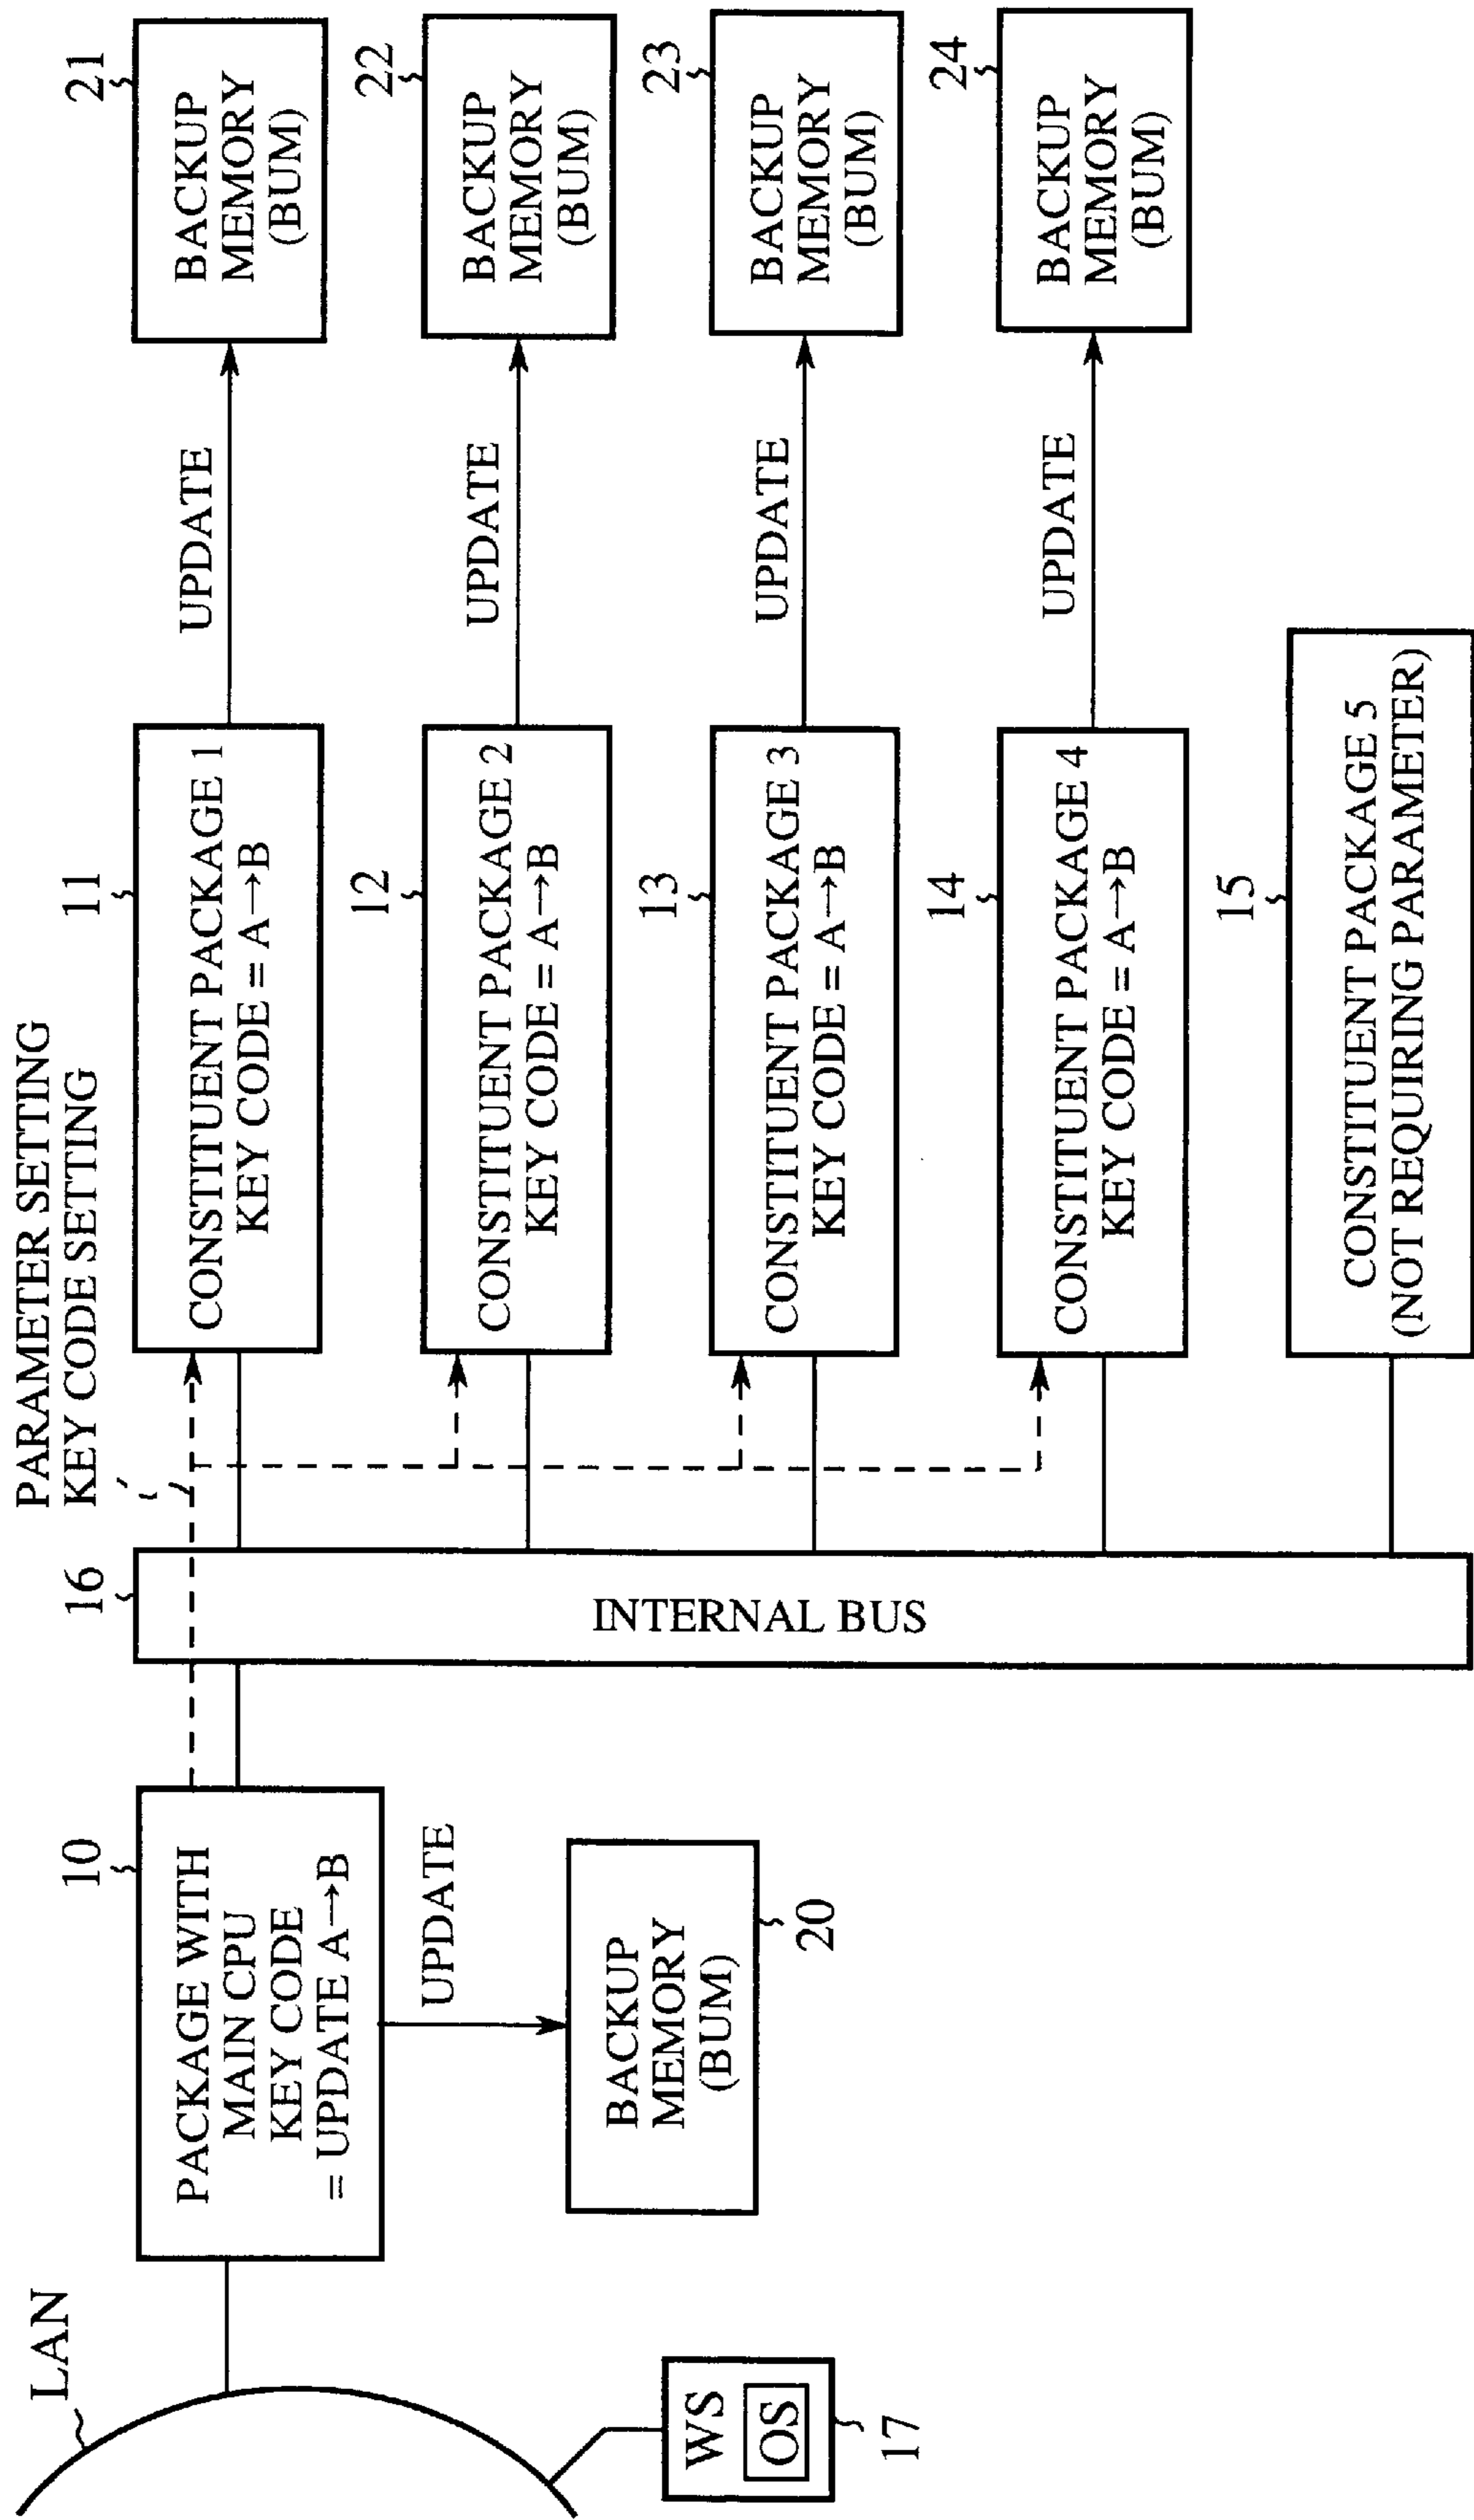 PARAMETER SETTING
KEY CODE SETTING
LAN
WS
OS
17
10
PACKAGE WITH
MAIN CPU
KEY CODE
= UPDATE A→B
UPDATE
BACKUP
MEMORY
(BUM)
20
16
INTERNAL BUS
11
CONSTITUENT PACKAGE 1
KEY CODE = A→B
UPDATE
21
BACKUP
MEMORY
(BUM)
12
CONSTITUENT PACKAGE 2
KEY CODE = A→B
UPDATE
22
BACKUP
MEMORY
(BUM)
13
CONSTITUENT PACKAGE 3
KEY CODE = A→B
UPDATE
23
BACKUP
MEMORY
(BUM)
14
CONSTITUENT PACKAGE 4
KEY CODE = A→B
UPDATE
24
BACKUP
MEMORY
(BUM)
15
CONSTITUENT PACKAGE 5
(NOT REQUIRING PARAMETER)